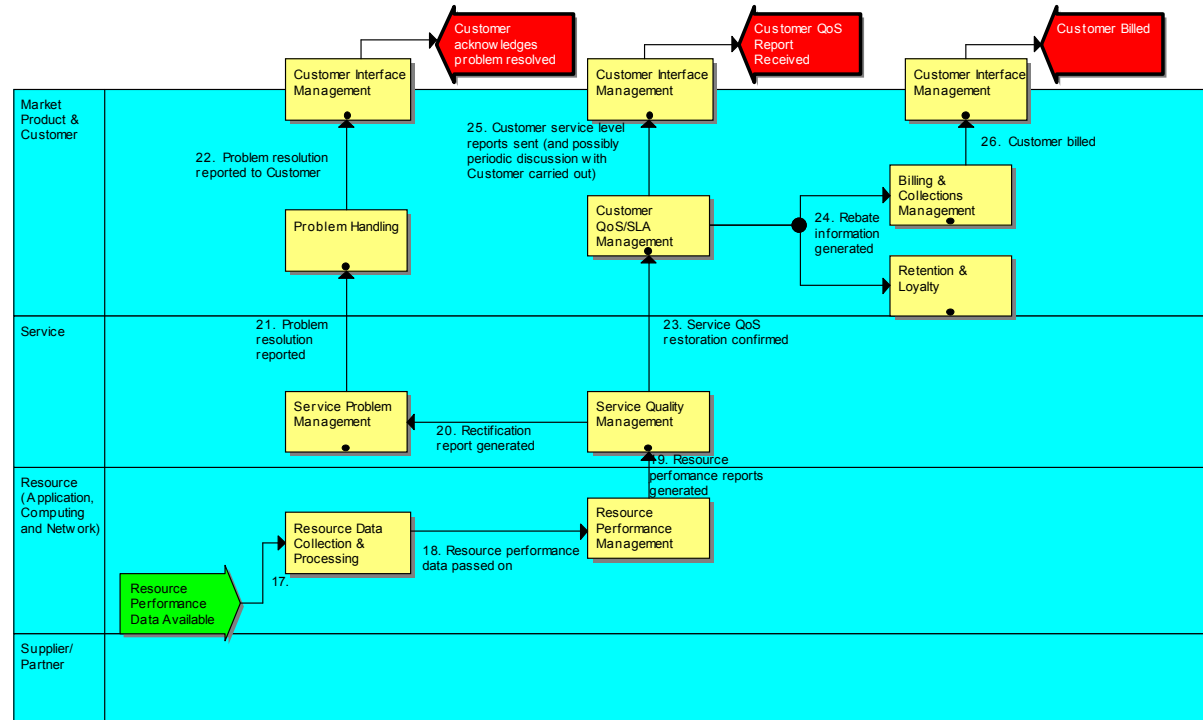 Customer
acknowledges
problem resolved
Customer QoS
Report
Received
Customer Billed
Customer Interface
Management
Customer Interface
Management
Customer Interface
Management
Market
Product &
Customer
22. Problem resolution
reported to Customer
25. Customer service level
reports sent (and possibly
periodic discussion with
Customer carried out)
26. Customer billed
Problem Handling
Customer
QoS/SLA
Management
Billing &
Collections
Management
24. Rebate
information
generated
Retention &
Loyalty
Service
21. Problem
resolution
reported
23. Service QoS
restoration confirmed
Service Problem
Management
20. Rectification
report generated
Service Quality
Management
19. Resource
perfomance reports
generated
Resource
(Application,
Computing
and Network)
Resource Data
Collection &
Processing
18. Resource performance
data passed on
Resource
Performance
Management
17.
Resource
Performance
Data Available
Supplier/
Partner